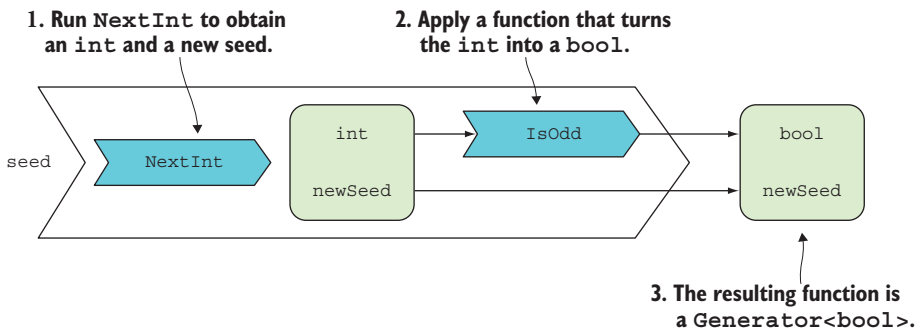 1. Run NextInt to obtain
an int and a new seed.
2. Apply a function that turns
the int into a bool.
seed
NextInt
int
newSeed
IsOdd
bool
newSeed
3. The resulting function is
a Generator<bool>.